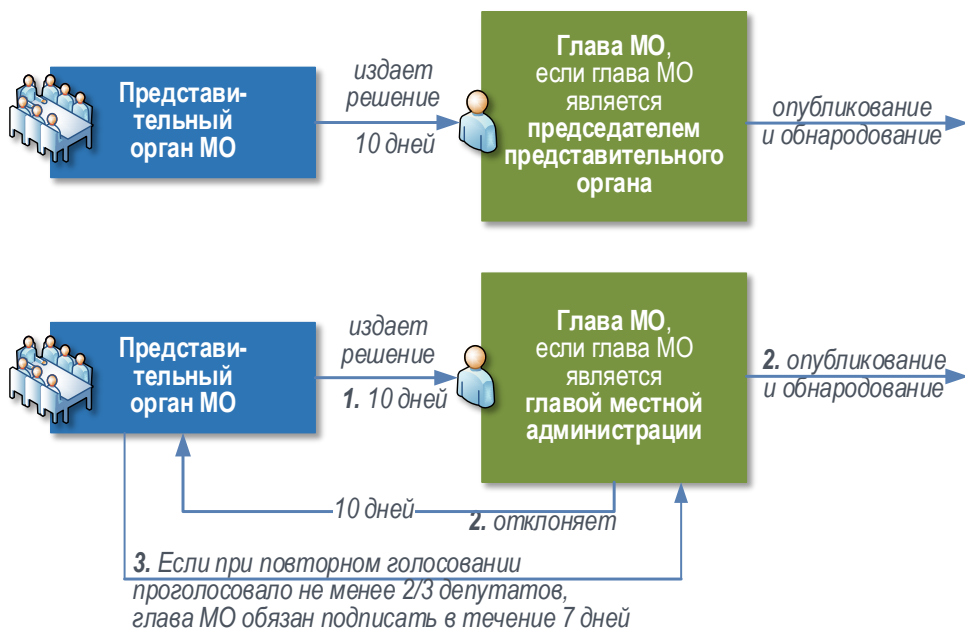 Представи-
тельный
орган МО
издает
решение
10 дней
Глава МО,
если глава МО
является
председателем
представительного
органа
опубликование
и обнародование
Представи-
тельный
орган МО
издает
решение
1. 10 дней
Глава МО,
если глава МО
является
главой местной
администрации
2. опубликование
и обнародование
10 дней
2. отклоняет
3. Если при повторном голосовании
проголосовало не менее 2/3 депутатов,
глава МО обязан подписать в течение 7 дней